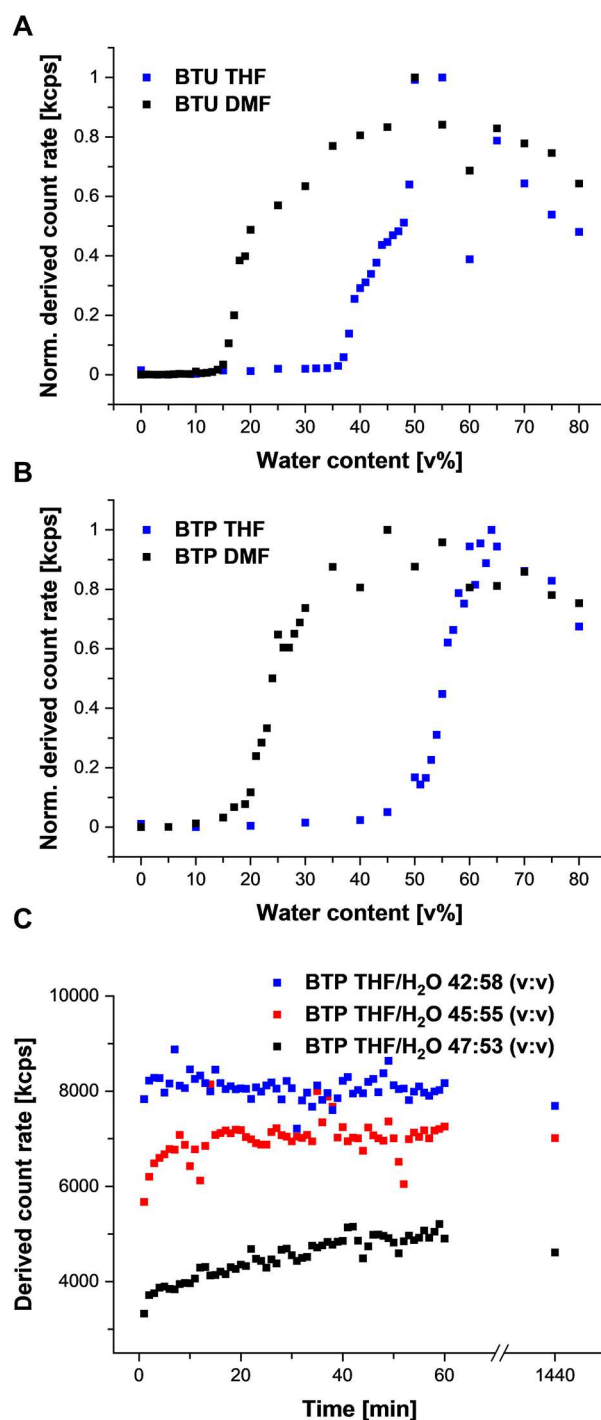 A
BTU THF
BTU DMF
Norm. derived count rate [kcps]
1
0.8
0.6
0.4
0.2
0
0 10 20 30 40 50 60 70 80
Water content [v%]
B
BTP THF
BTP DMF
Norm. derived count rate [kcps]
1
0.8
0.6
0.4
0.2
0
0 10 20 30 40 50 60 70 80
Water content [v%]
C
BTP THF/H₂O 42:58 (v:v)
BTP THF/H₂O 45:55 (v:v)
BTP THF/H₂O 47:53 (v:v)
Derived count rate [kcps]
10000
8000
6000
4000
0 20 40 60 1440
Time [min]